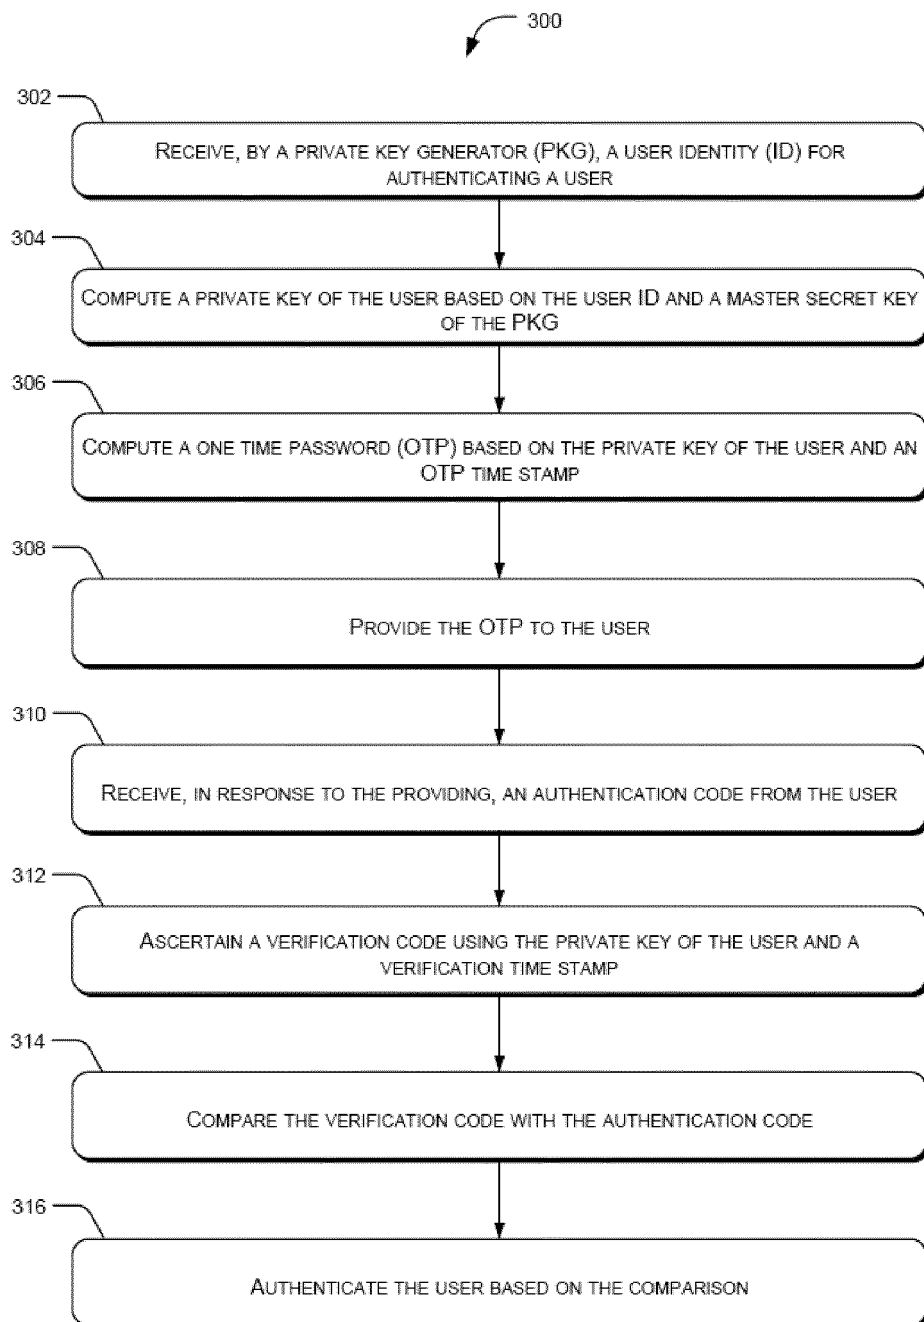 300
302
RECEIVE, BY A PRIVATE KEY GENERATOR (PKG), A USER IDENTITY (ID) FOR
AUTHENTICATING A USER
304
COMPUTE A PRIVATE KEY OF THE USER BASED ON THE USER ID AND A MASTER SECRET KEY
OF THE PKG
306
COMPUTE A ONE TIME PASSWORD (OTP) BASED ON THE PRIVATE KEY OF THE USER AND AN
OTP TIME STAMP
308
PROVIDE THE OTP TO THE USER
310
RECEIVE, IN RESPONSE TO THE PROVIDING, AN AUTHENTICATION CODE FROM THE USER
312
ASCERTAIN A VERIFICATION CODE USING THE PRIVATE KEY OF THE USER AND A
VERIFICATION TIME STAMP
314
COMPARE THE VERIFICATION CODE WITH THE AUTHENTICATION CODE
316
AUTHENTICATE THE USER BASED ON THE COMPARISON